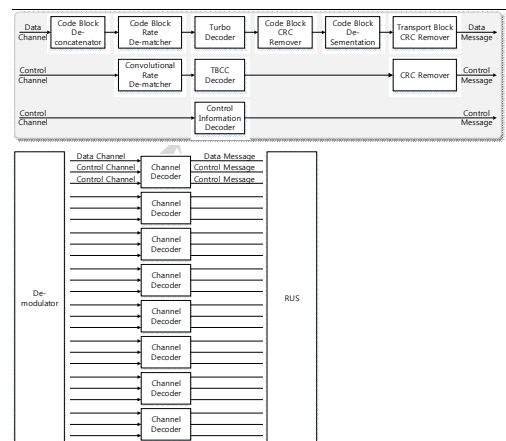 Data
Channel
Code Block
De-
concatenator
Code Block
Rate
De-matcher
Turbo
Decoder
Code Block
CRC
Remover
Code Block
De-
Sementation
Transport Block
CRC Remover
Data
Message
Control
Channel
Convolutional
Rate
De-matcher
TBCC
Decoder
CRC Remover
Control
Message
Control
Channel
Control
Information
Decoder
Control
Message
De-
modulator
Data Channel
Control Channel
Control Channel
Channel
Decoder
Data Message
Control Message
Control Message
Channel
Decoder
Channel
Decoder
Channel
Decoder
Channel
Decoder
Channel
Decoder
Channel
Decoder
Channel
Decoder
RUS